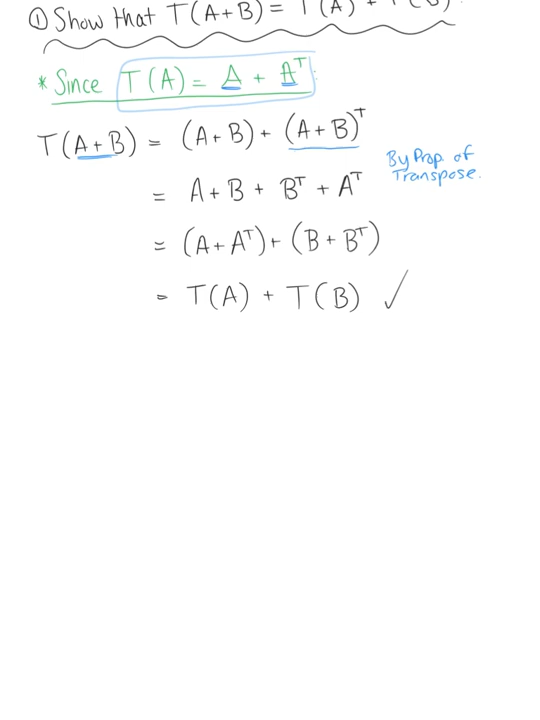 ① Show that T(A+B) = T(A) + T(B)
* Since T(A) = A + Aᵀ
T(A+B) = (A+B) + (A+B)ᵀ
By Prop. of
Transpose.
= A + B + Bᵀ + Aᵀ
= (A + Aᵀ) + (B + Bᵀ)
= T(A) + T(B) ✓